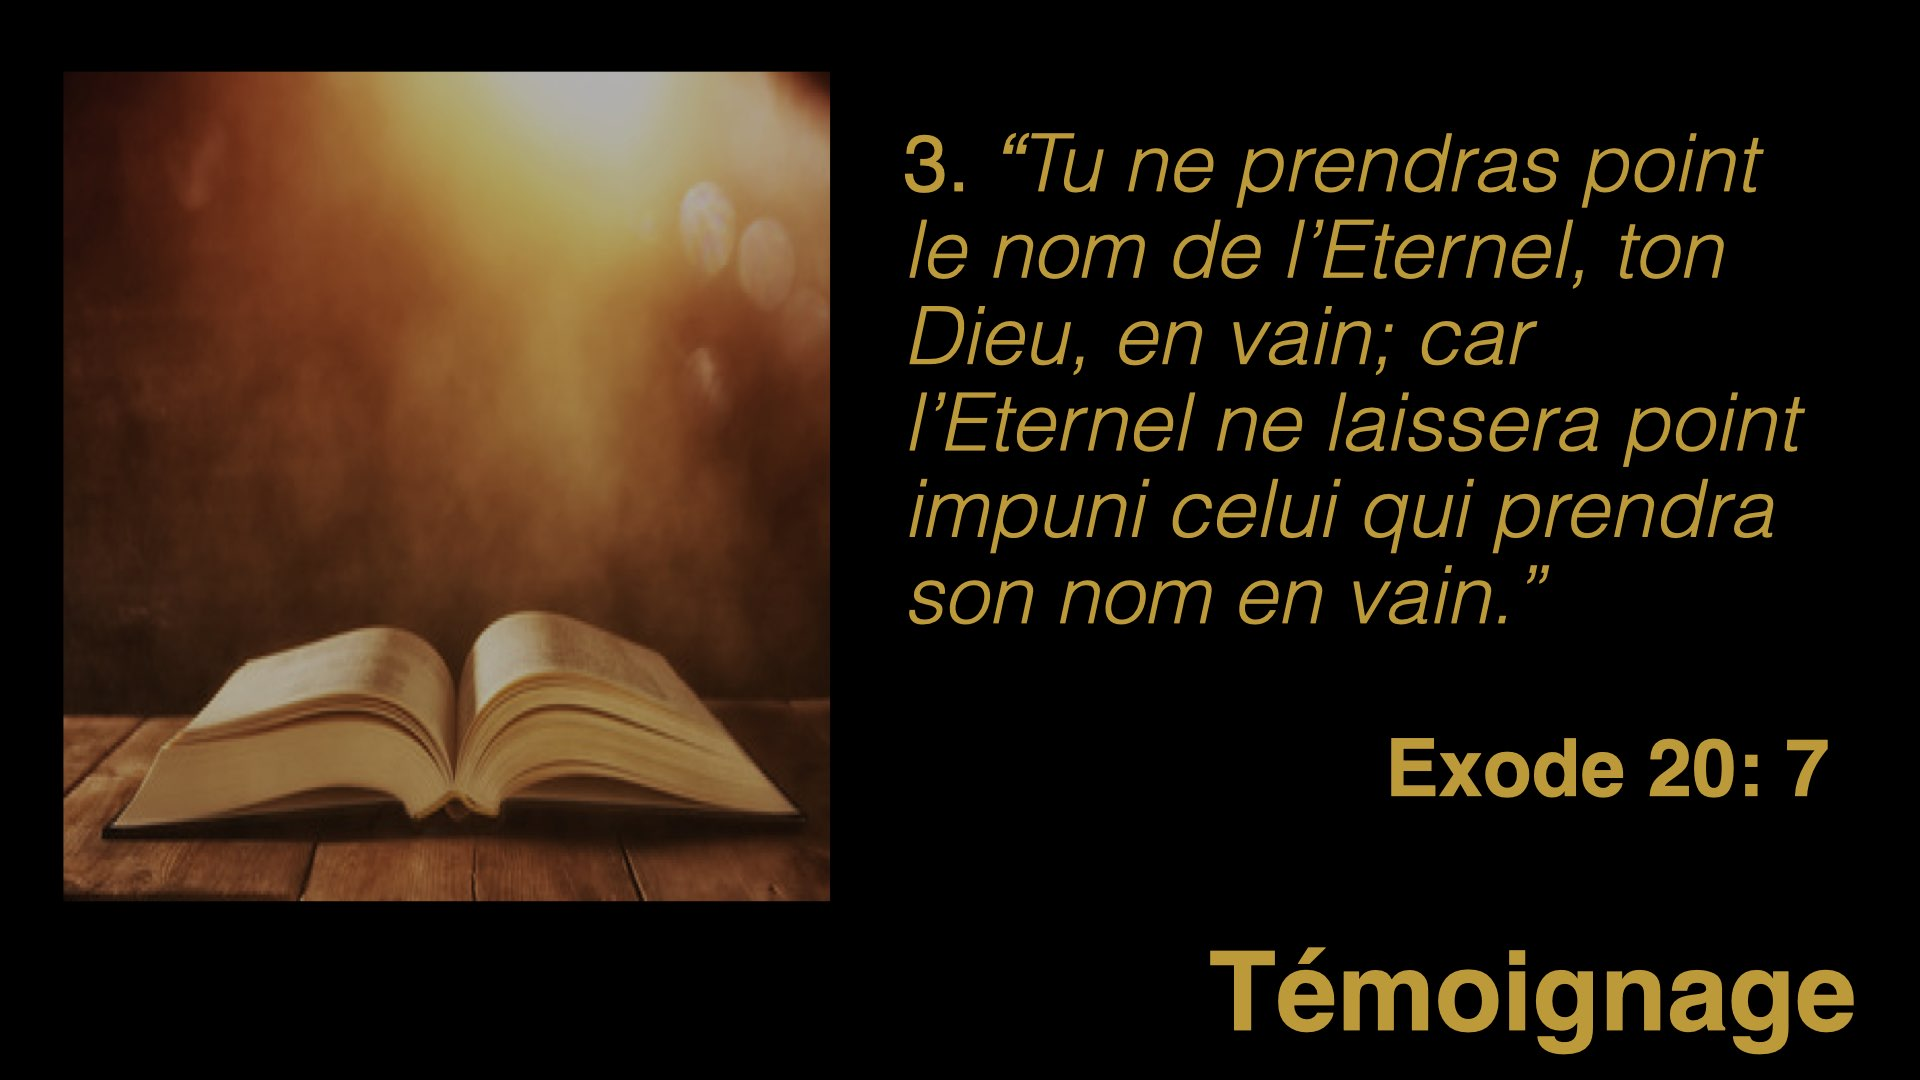 3. “Tu ne prendras point
le nom de l’Eternel, ton
Dieu, en vain; car
l’Eternel ne laissera point
impuni celui qui prendra
son nom en vain.”
Exode 20: 7
Témoignage